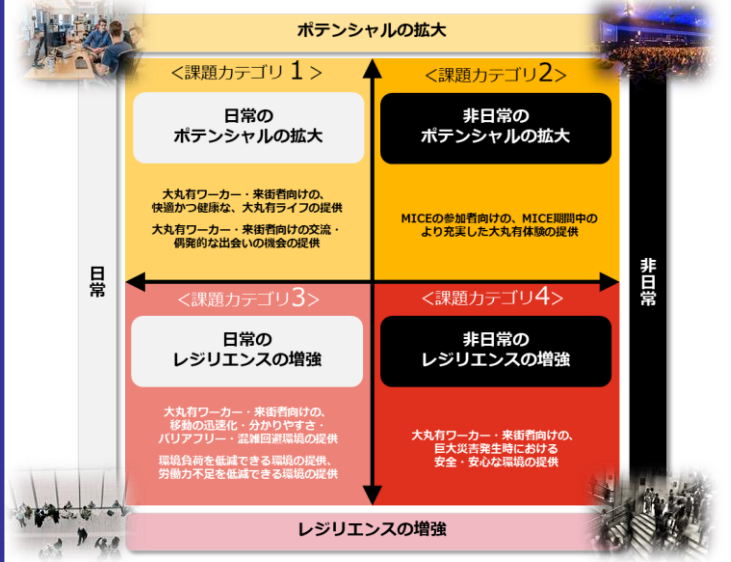 ポテンシャルの拡大
<課題カテゴリ 1 >
日常の
ポテンシャルの拡大
大丸有ワーカー・来街者向けの、
快適かつ健康な、大丸有ライフの提供
大丸有ワーカー・来街者向けの交流・
偶発的な出会いの機会の提供
<課題カテゴリ2>
非日常の
ポテンシャルの拡大
MICEの参加者向けの、MICE期間中の
より充実した大丸有体験の提供
日常
非日常
<課題カテゴリ3>
日常の
レジリエンスの増強
大丸有ワーカー・来街者向けの、
移動の迅速化・分かりやすさ・
バリアフリー・混雑回避環境の提供
環境負荷を低減できる環境の提供、
労働力不足を低減できる環境の提供
<課題カテゴリ4>
非日常の
レジリエンスの増強
大丸有ワーカー・来街者向けの、
巨大災害発生時における
安全・安心な環境の提供
レジリエンスの増強